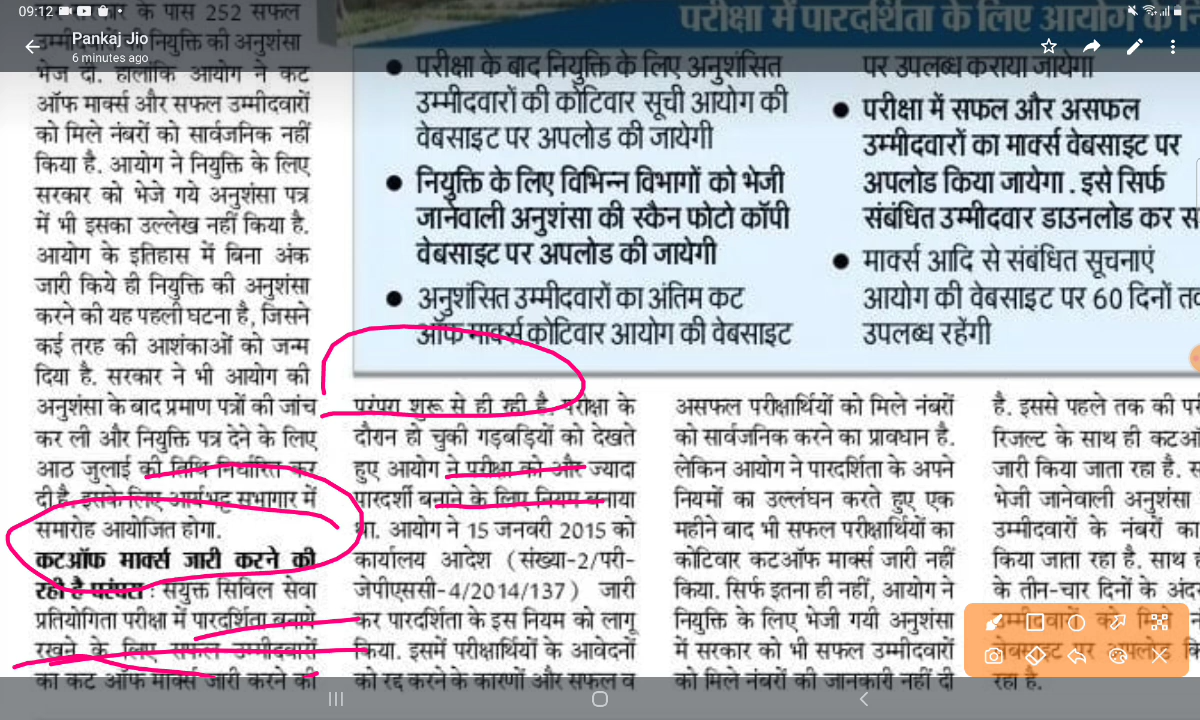 09:12
Pankaj Jio
6 minutes ago
के पास 252 सफल
नियुक्ति की अनुशंसा
भेज दी. हालांकि आयोग ने कट
ऑफ मार्क्स और सफल उम्मीदवारों
को मिले नंबरों को सार्वजनिक नहीं
किया है. आयोग ने नियुक्ति के लिए
सरकार को भेजे गये अनुशंसा पत्र
में भी इसका उल्लेख नहीं किया है.
आयोग के इतिहास में बिना अंक
जारी किये ही नियुक्ति की अनुशंसा
करने की यह पहली घटना है, जिसने
कई तरह की आशंकाओं को जन्म
दिया है. सरकार ने भी आयोग की
अनुशंसा के बाद प्रमाण पत्रों की जांच
कर ली और नियुक्ति पत्र देने के लिए
आठ जुलाई की तिथि निर्धारित कर
दी है. इसके लिए आर्यभट्ट सभागार में
समारोह आयोजित होगा.
कटऑफ मार्क्स जारी करने की
रही है परंपरा : संयुक्त सिविल सेवा
प्रतियोगिता परीक्षा में पारदर्शिता बनाये
रखने के लिए सफल उम्मीदवारों
का कट ऑफ मार्क्स जारी करने की
परीक्षा में पारदर्शिता के लिए आयोग
● परीक्षा के बाद नियुक्ति के लिए अनुशंसित
उम्मीदवारों की कोटिवार सूची आयोग की
वेबसाइट पर अपलोड की जायेगी
● नियुक्ति के लिए विभिन्न विभागों को भेजी
जानेवाली अनुशंसा की स्कैन फोटो कॉपी
वेबसाइट पर अपलोड की जायेगी
● अनुशंसित उम्मीदवारों का अंतिम कट
ऑफ मार्क्स कोटिवार आयोग की वेबसाइट
पर उपलब्ध कराया जायेगा
● परीक्षा में सफल और असफल
उम्मीदवारों का मार्क्स वेबसाइट पर
अपलोड किया जायेगा . इसे सिर्फ
संबंधित उम्मीदवार डाउनलोड कर स
● मार्क्स आदि से संबंधित सूचनाएं
आयोग की वेबसाइट पर 60 दिनों तक
उपलब्ध रहेंगी
परंपरा शुरू से ही रही है. परीक्षा के
दौरान हो चुकी गड़बड़ियों को देखते
हुए आयोग ने परीक्षा को और ज्यादा
पारदर्शी बनाने के लिए नियम बनाया
था. आयोग ने 15 जनवरी 2015 को
कार्यालय आदेश (संख्या-2/परी-
जेपीएससी-4/2014/137) जारी
कर पारदर्शिता के इस नियम को लागू
किया. इसमें परीक्षार्थियों के आवेदनों
को रद्द करने के कारणों और सफल व
असफल परीक्षार्थियों को मिले नंबरों
को सार्वजनिक करने का प्रावधान है.
लेकिन आयोग ने पारदर्शिता के अपने
नियमों का उल्लंघन करते हुए एक
महीने बाद भी सफल परीक्षार्थियों का
कोटिवार कटऑफ मार्क्स जारी नहीं
किया. सिर्फ इतना ही नहीं, आयोग ने
नियुक्ति के लिए भेजी गयी अनुशंसा
में सरकार को भी सफल उम्मीदवारों
को मिले नंबरों की जानकारी नहीं दी
है. इससे पहले तक की
रिजल्ट के साथ ही
जारी किया जाता रहा है.
भेजी जानेवाली अनुशंसा
उम्मीदवारों के नंबरों का
किया जाता रहा है. साथ
के तीन-चार दिनों के
उम्मीदवारों को
वेबसाइट पर अपलोड
रहा है.